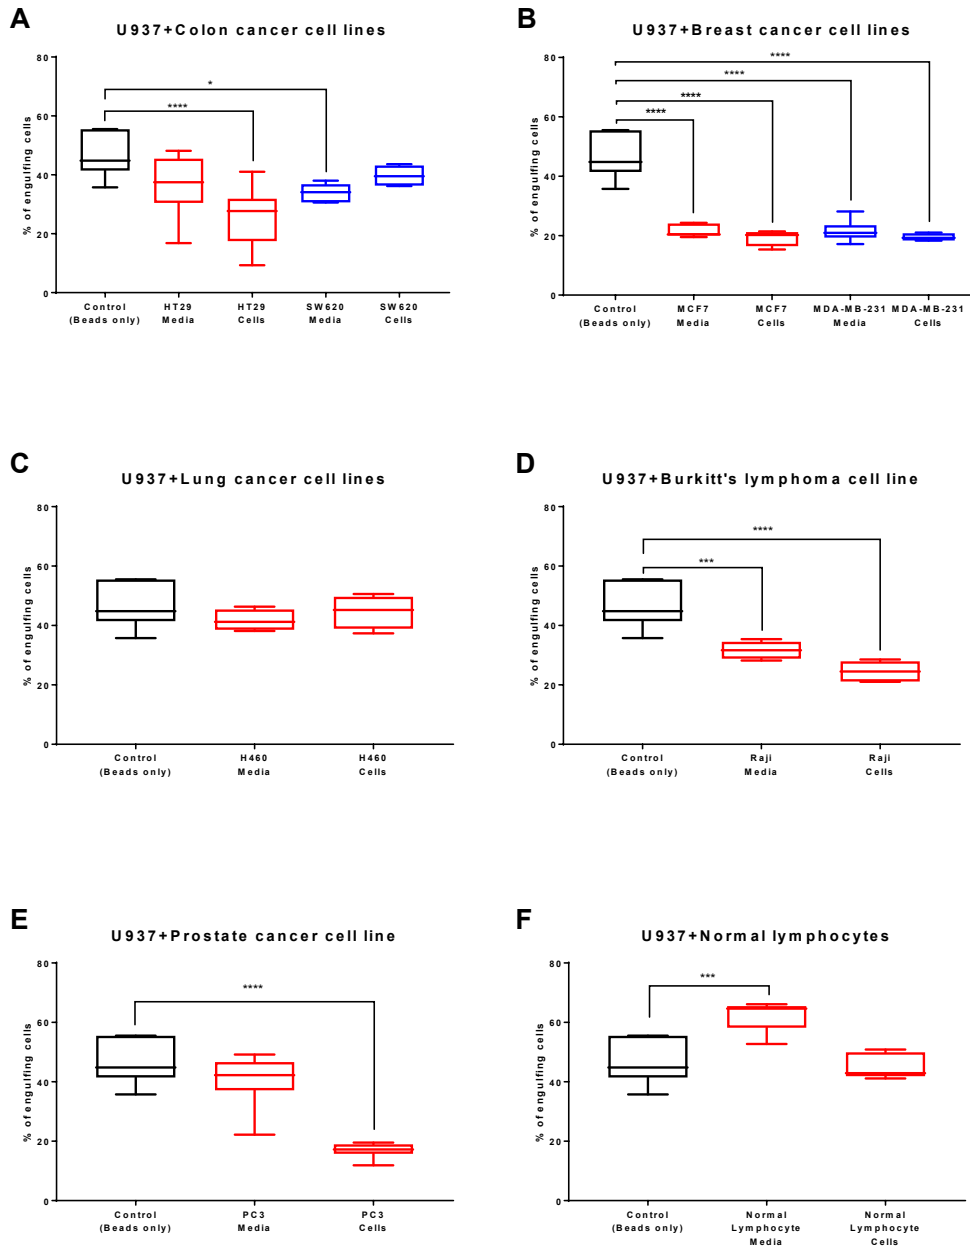 A
U937+Colon cancer cell lines
% of engulfing cells
80
60
40
20
0
*
****
Control
(Beads only)
HT29
Media
HT29
Cells
SW620
Media
SW620
Cells
B
U937+Breast cancer cell lines
% of engulfing cells
80
60
40
20
0
****
****
****
****
Control
(Beads only)
MCF7
Media
MCF7
Cells
MDA-MB-231
Media
MDA-MB-231
Cells
C
U937+Lung cancer cell lines
% of engulfing cells
80
60
40
20
0
Control
(Beads only)
H460
Media
H460
Cells
D
U937+Burkitt's lymphoma cell line
% of engulfing cells
80
60
40
20
0
****
***
Control
(Beads only)
Raji
Media
Raji
Cells
E
U937+Prostate cancer cell line
% of engulfing cells
80
60
40
20
0
****
Control
(Beads only)
PC3
Media
PC3
Cells
F
U937+Normal lymphocytes
% of engulfing cells
80
60
40
20
0
***
Control
(Beads only)
Normal
Lymphocyte
Media
Normal
Lymphocyte
Cells